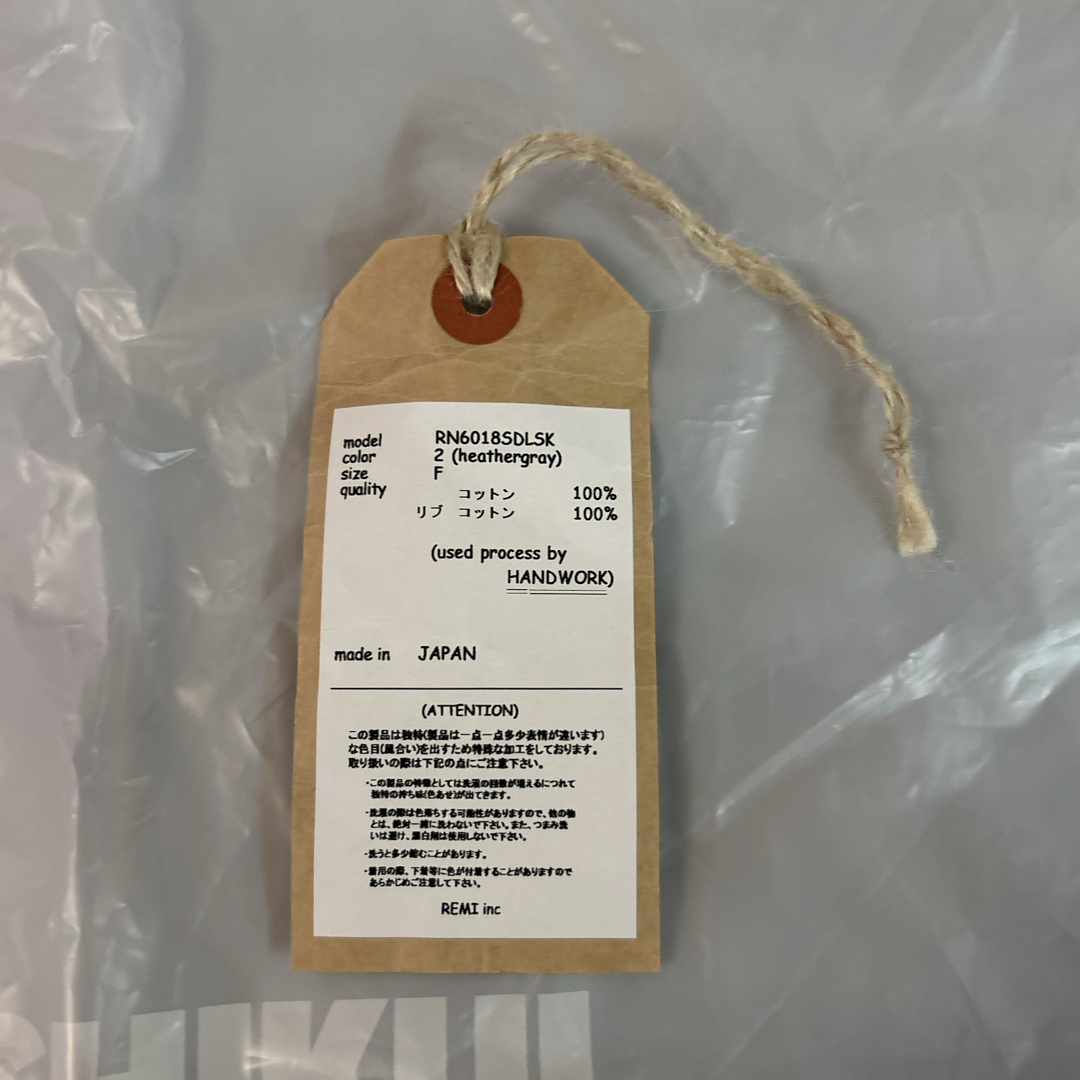 model RN6018SDLSK
color 2 (heathergray)
size F
quality コットン 100%
リブ コットン 100%
(used process by
HANDWORK)
made in JAPAN
(ATTENTION)
この製品は独特(製品は一点一点多少表情が違います)
な色目(風合い)を出すため特殊な加工をしております。
取り扱いの際は下記の点にご注意下さい。
・この製品の特徴としては洗濯の回数が増えるにつれて
独特の持ち味(色あせ)が出てきます。
・洗濯の際は色落ちする可能性がありますので、他の物
とは、絶対一緒に洗わないで下さい。また、つまみ洗
いは避け、漂白剤は使用しないで下さい。
・洗うと多少縮むことがあります。
・着用の際、下着等に色が付着することがありますので
あらかじめご注意して下さい。
REMI inc